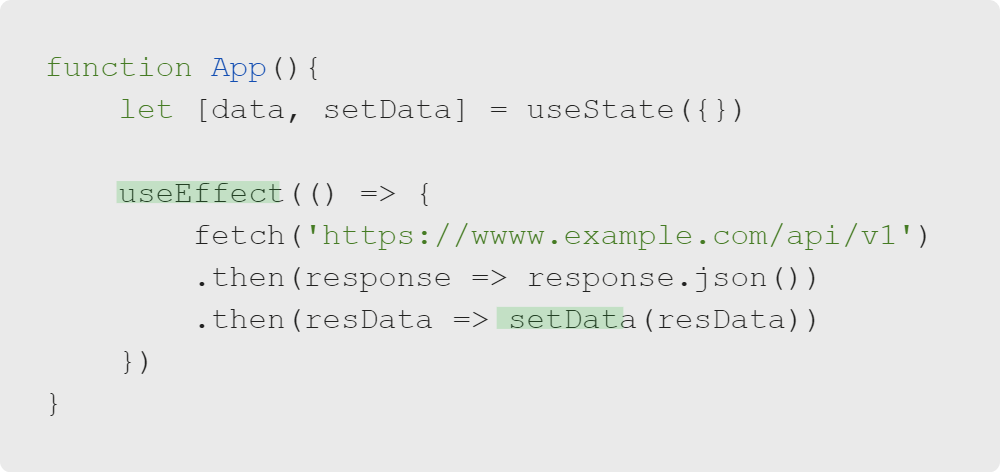 function App(){
    let [data, setData] = useState({})

    useEffect(() => {
        fetch('https://wwww.example.com/api/v1')
        .then(response => response.json())
        .then(resData => setData(resData))
    })
}